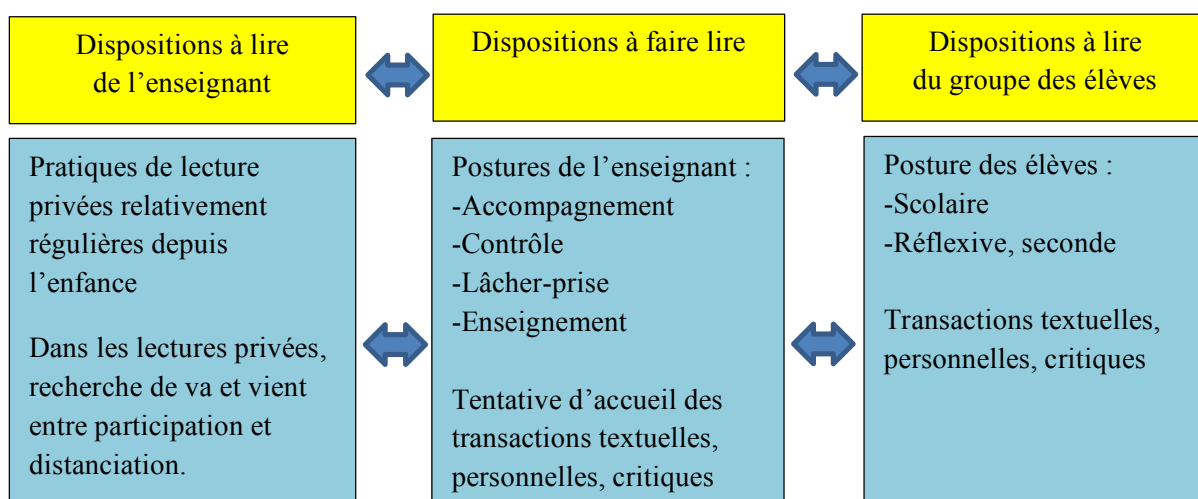 Dispositions à lire
de l’enseignant
Dispositions à faire lire
Dispositions à lire
du groupe des élèves
Pratiques de lecture
privées relativement
régulières depuis
l’enfance
Dans les lectures privées,
recherche de va et vient
entre participation et
distanciation.
Postures de l’enseignant :
-Accompagnement
-Contrôle
-Lâcher-prise
-Enseignement
Tentative d’accueil des
transactions textuelles,
personnelles, critiques
Posture des élèves :
-Scolaire
-Réflexive, seconde
Transactions textuelles,
personnelles, critiques